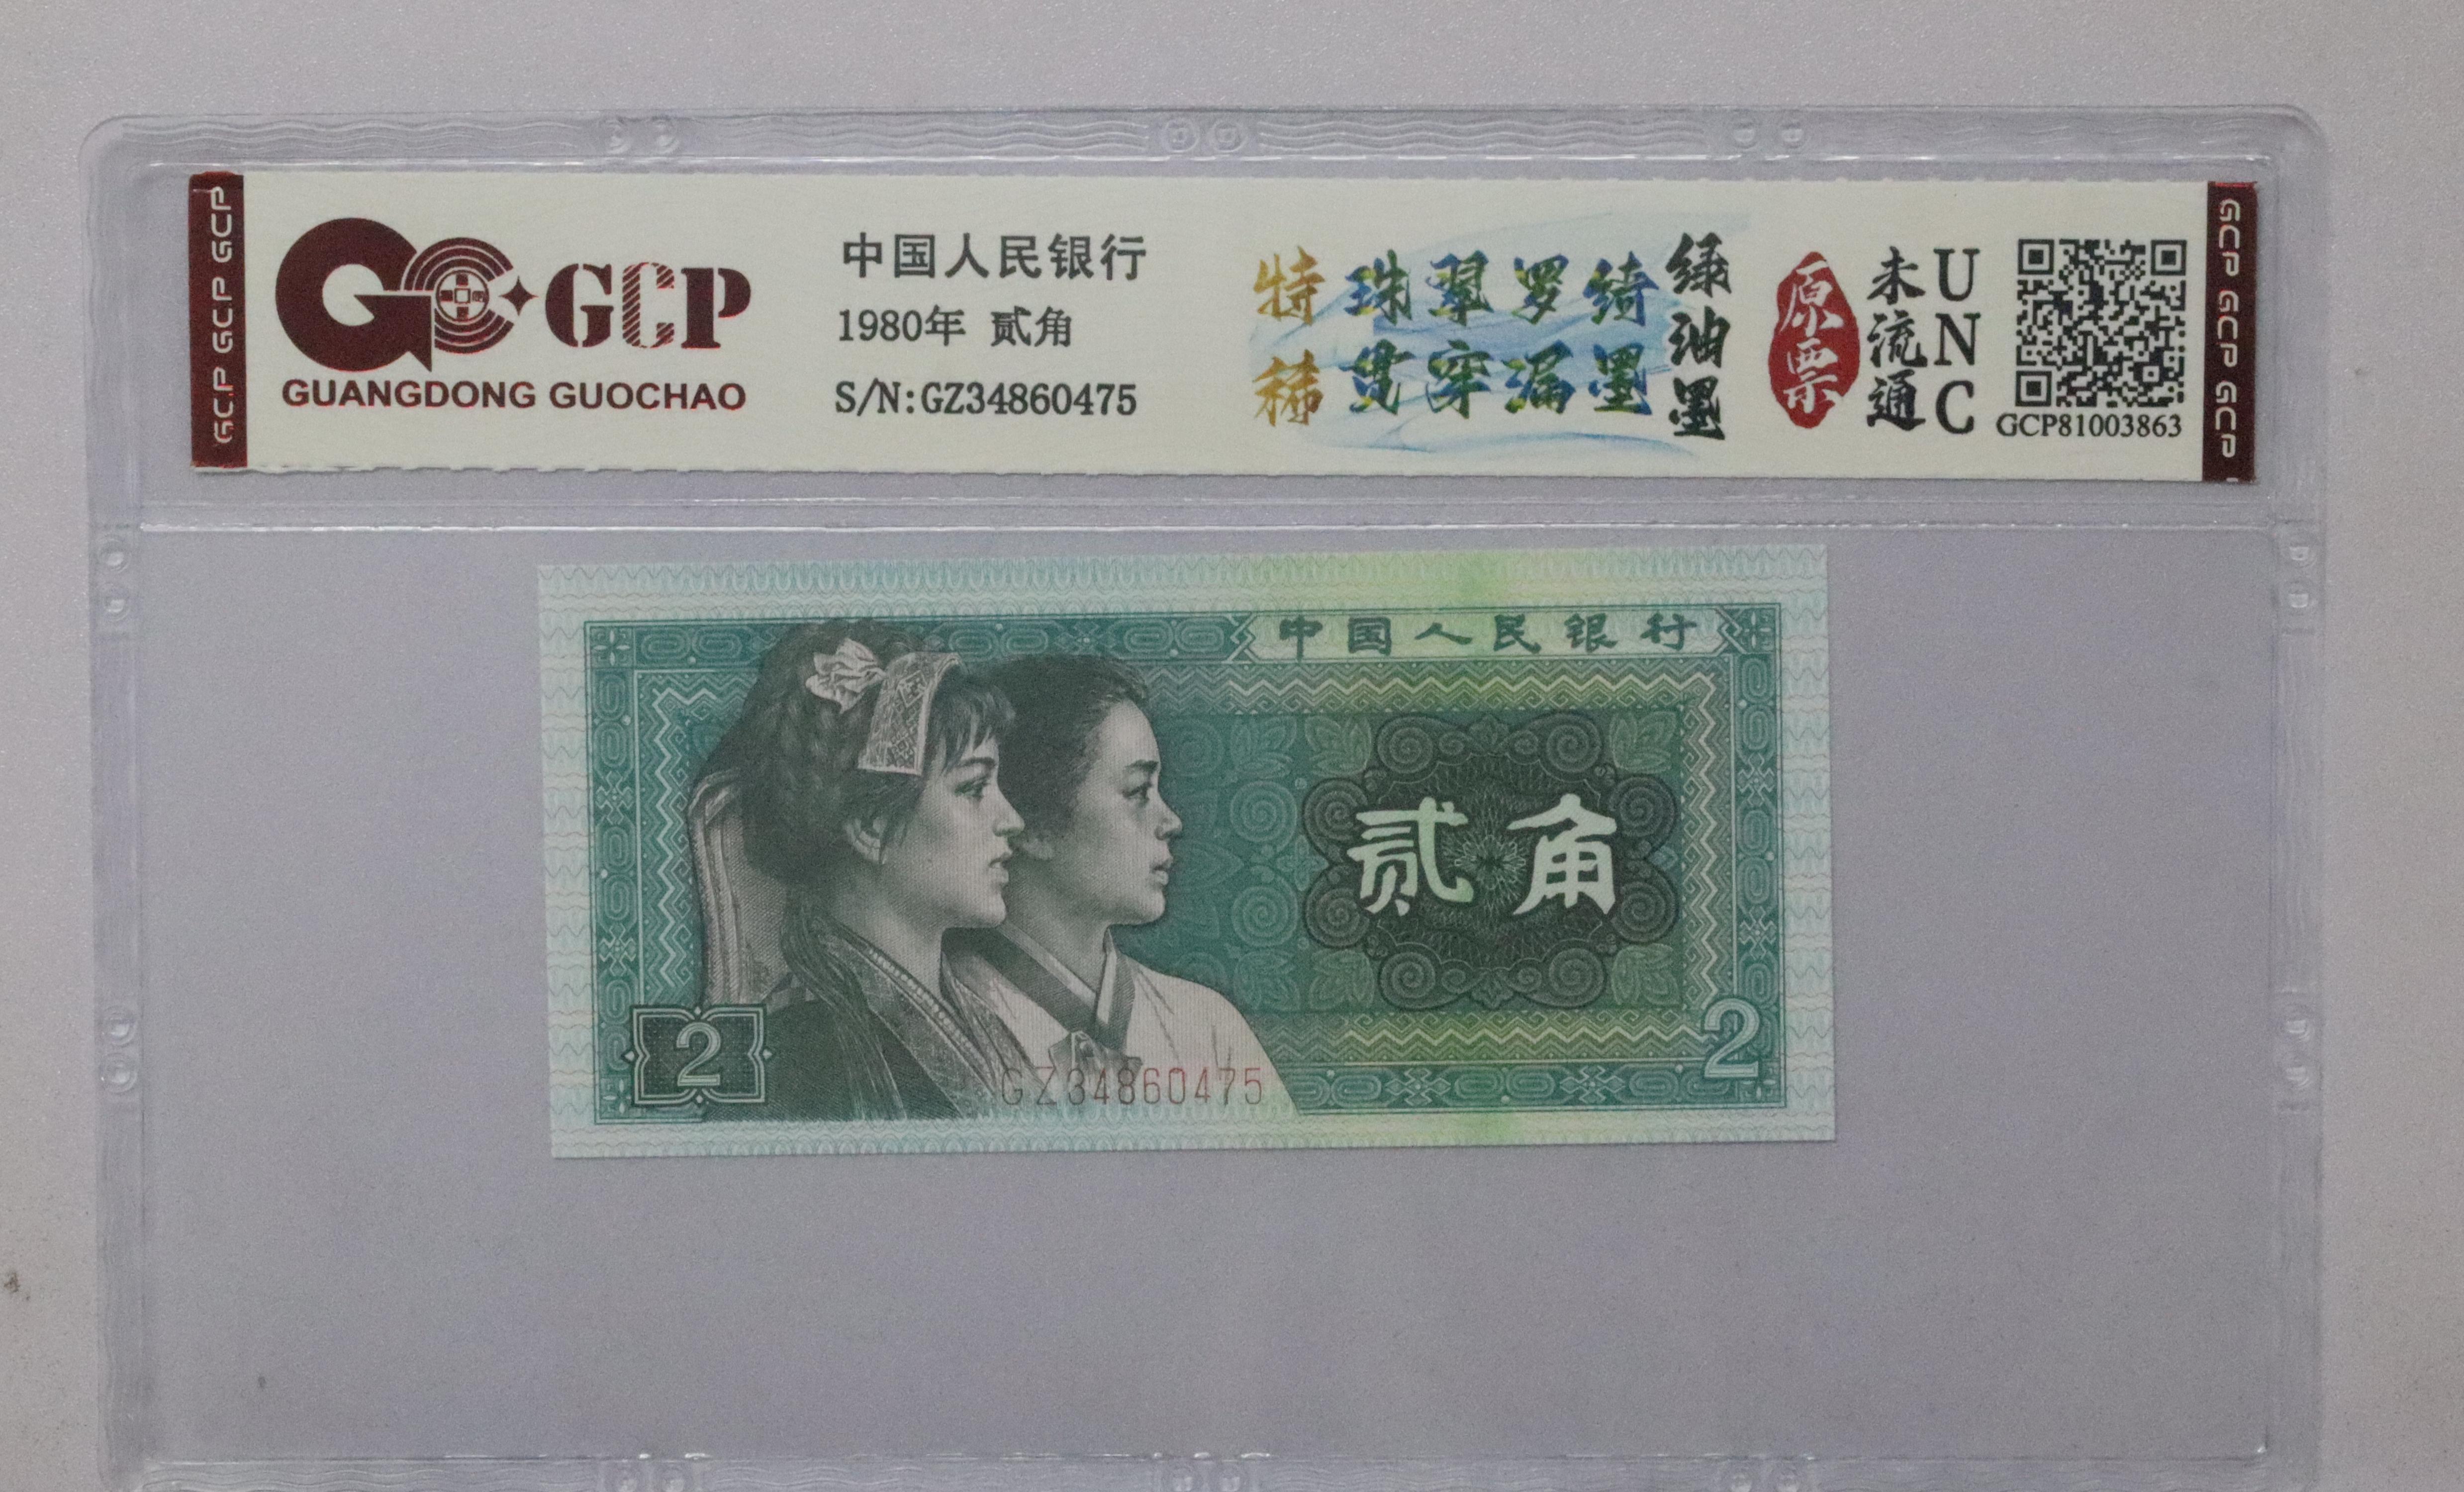 GCP GCP GCP
GCP
GUANGDONG GUOCHAO
中国人民银行
1980年 贰角
S/N:GZ34860475
特稀
珠翠罗绮
贯穿漏墨
绿油墨
原票
未流通
UNC
GCP81003863
GCP GCP GCP
中国人民银行
贰角
2
2
GZ34860475